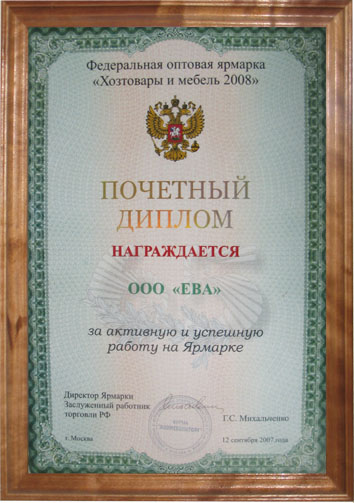 Федеральная оптовая ярмарка
«Хозтовары и мебель 2008»
ПОЧЕТНЫЙ
ДИПЛОМ
НАГРАЖДАЕТСЯ
ООО «ЕВА»
за активную и успешную
работу на Ярмарке
Директор Ярмарки
Заслуженный работник
торговли РФ
Г.С. Михальченко
г. Москва
12 сентября 2007 года